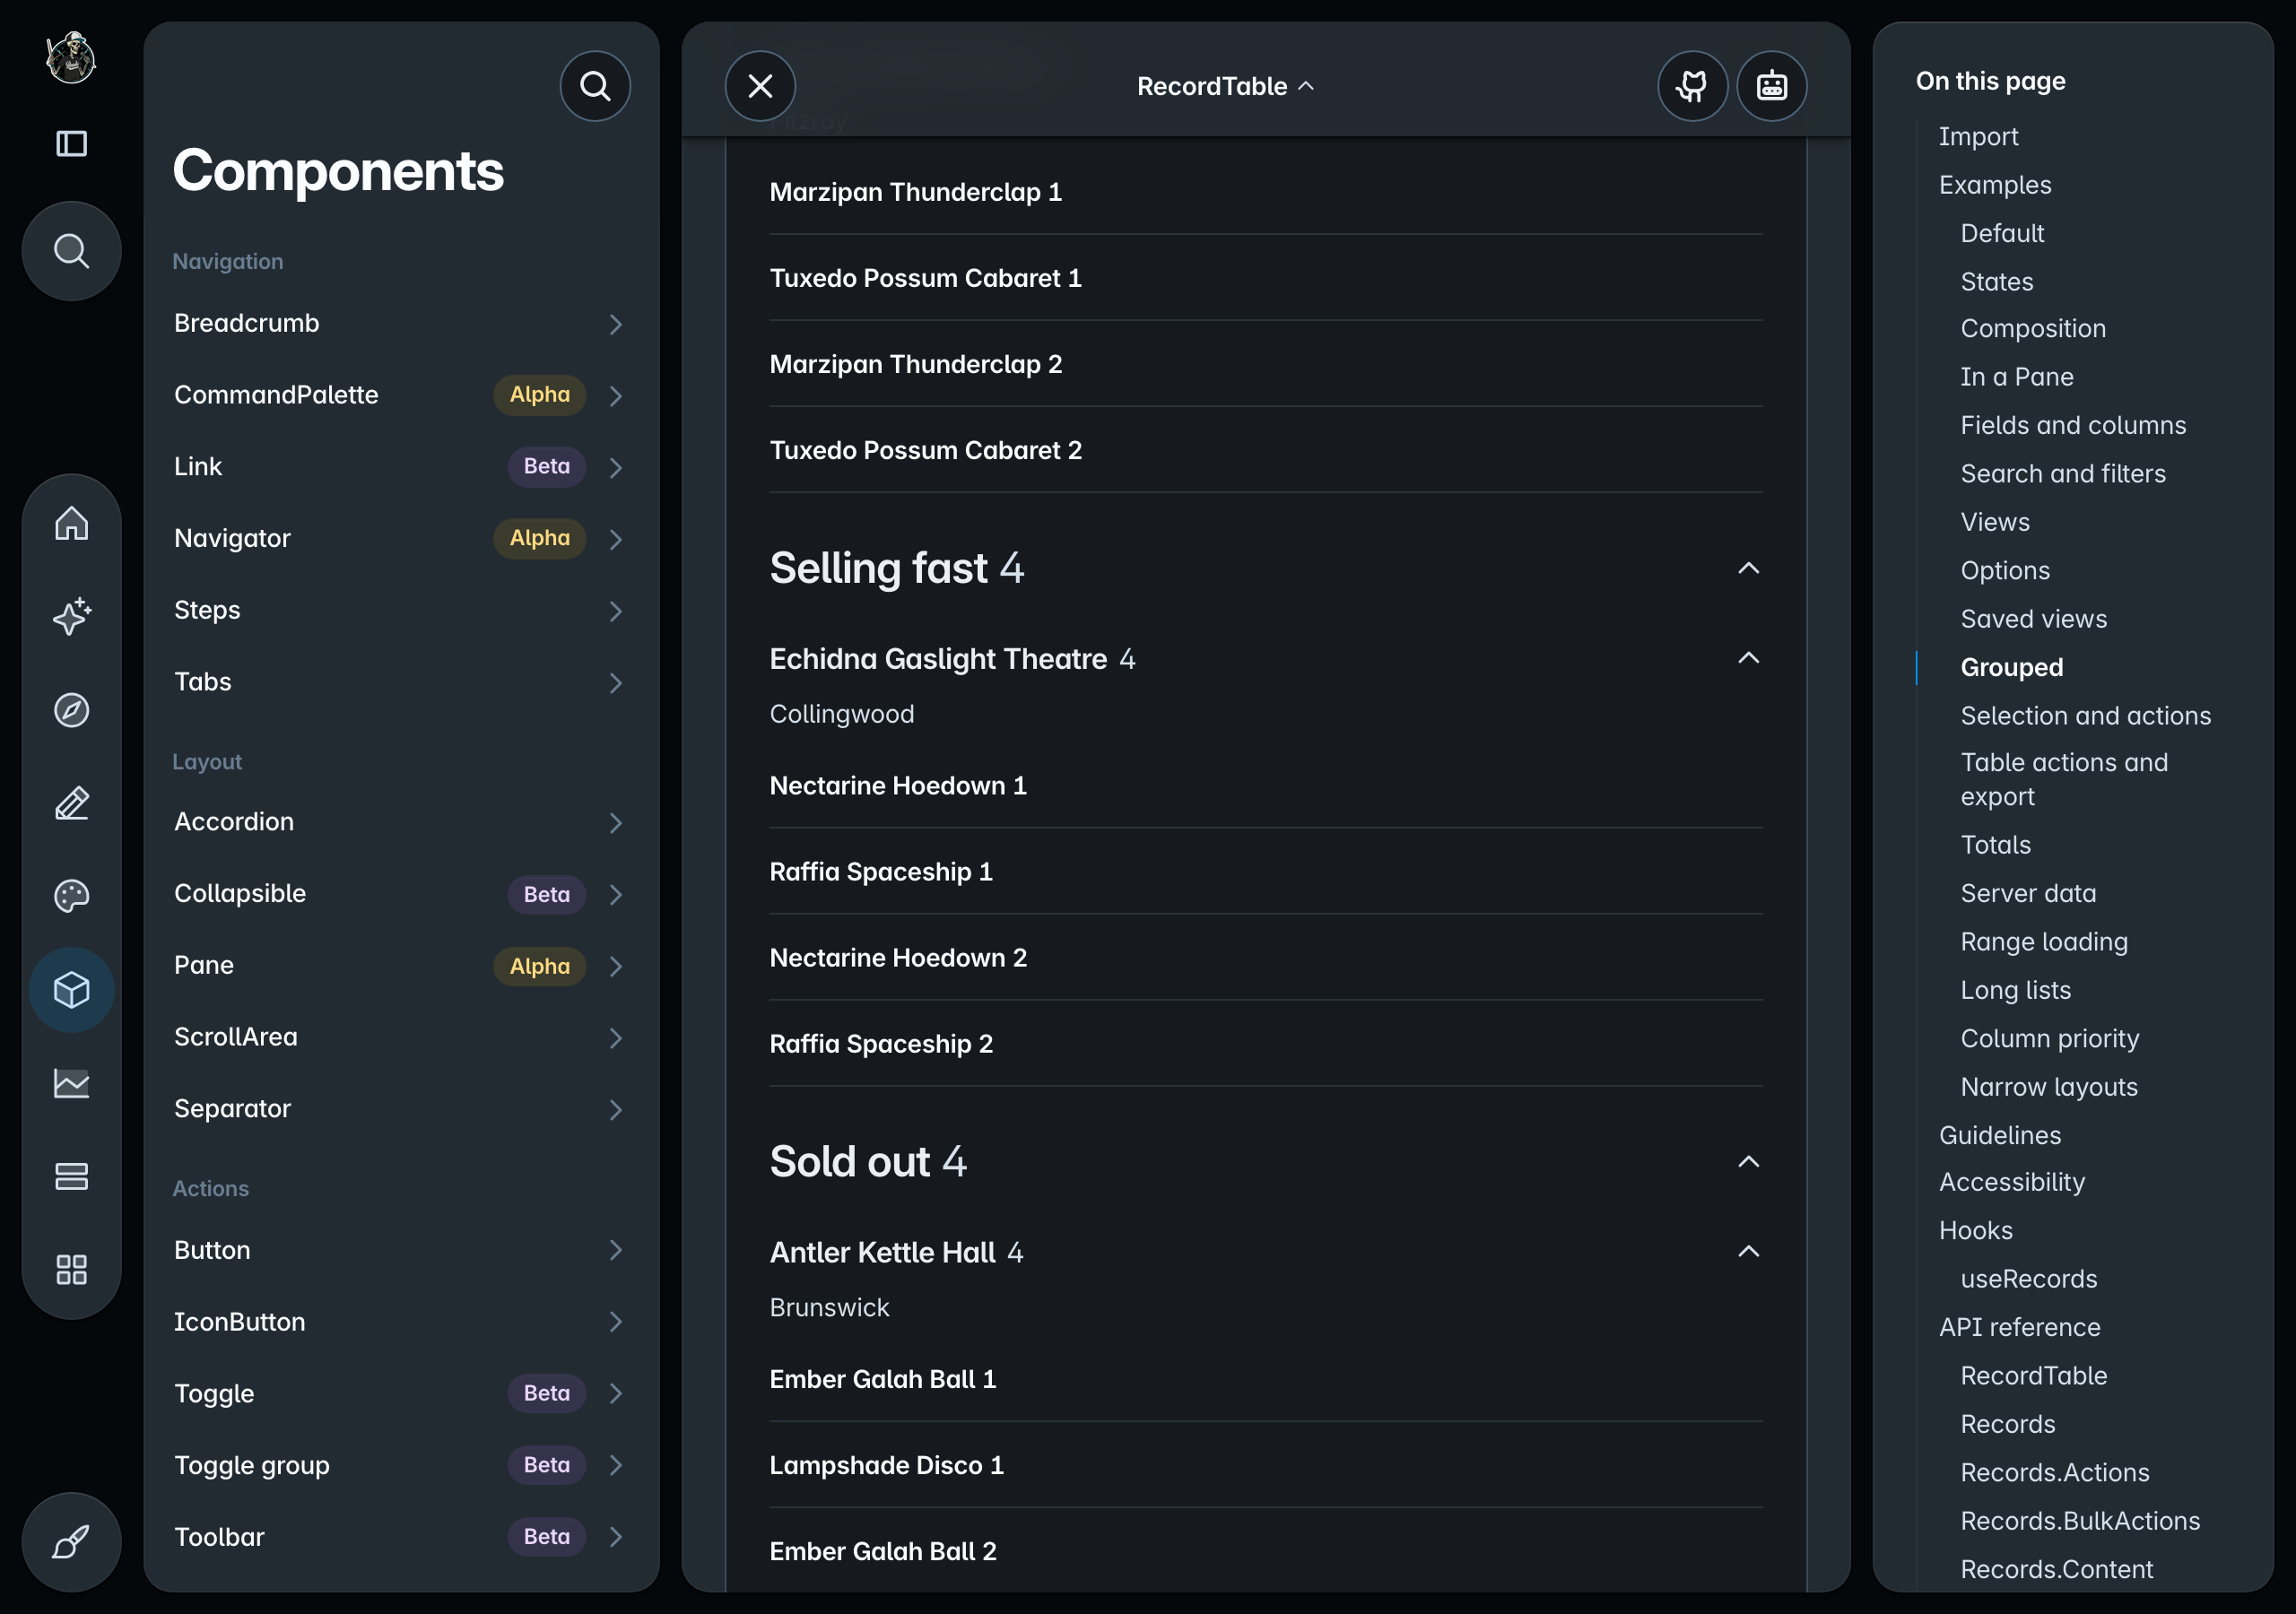 Components
Navigation
Breadcrumb
CommandPalette Alpha
Link Beta
Navigator Alpha
Steps
Tabs
Layout
Accordion
Collapsible Beta
Pane Alpha
ScrollArea
Separator
Actions
Button
IconButton
Toggle Beta
Toggle group Beta
Toolbar Beta
RecordTable
Fitzroy
Marzipan Thunderclap 1
Tuxedo Possum Cabaret 1
Marzipan Thunderclap 2
Tuxedo Possum Cabaret 2
Selling fast 4
Echidna Gaslight Theatre 4
Collingwood
Nectarine Hoedown 1
Raffia Spaceship 1
Nectarine Hoedown 2
Raffia Spaceship 2
Sold out 4
Antler Kettle Hall 4
Brunswick
Ember Galah Ball 1
Lampshade Disco 1
Ember Galah Ball 2
On this page
Import
Examples
Default
States
Composition
In a Pane
Fields and columns
Search and filters
Views
Options
Saved views
Grouped
Selection and actions
Table actions and
export
Totals
Server data
Range loading
Long lists
Column priority
Narrow layouts
Guidelines
Accessibility
Hooks
useRecords
API reference
RecordTable
Records
Records.Actions
Records.BulkActions
Records.Content